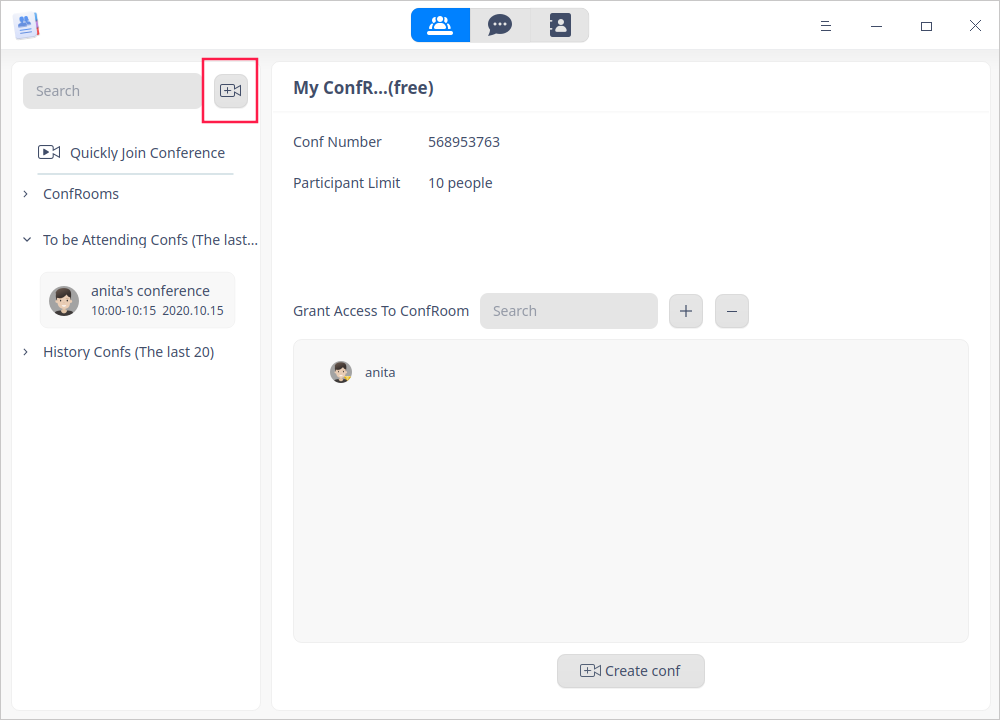 Search
Quickly Join Conference
ConfRooms
To be Attending Confs (The last...
anita's conference
10:00-10:15 2020.10.15
History Confs (The last 20)
My ConfR...(free)
Conf Number 568953763
Participant Limit 10 people
Grant Access To ConfRoom Search
anita
Create conf